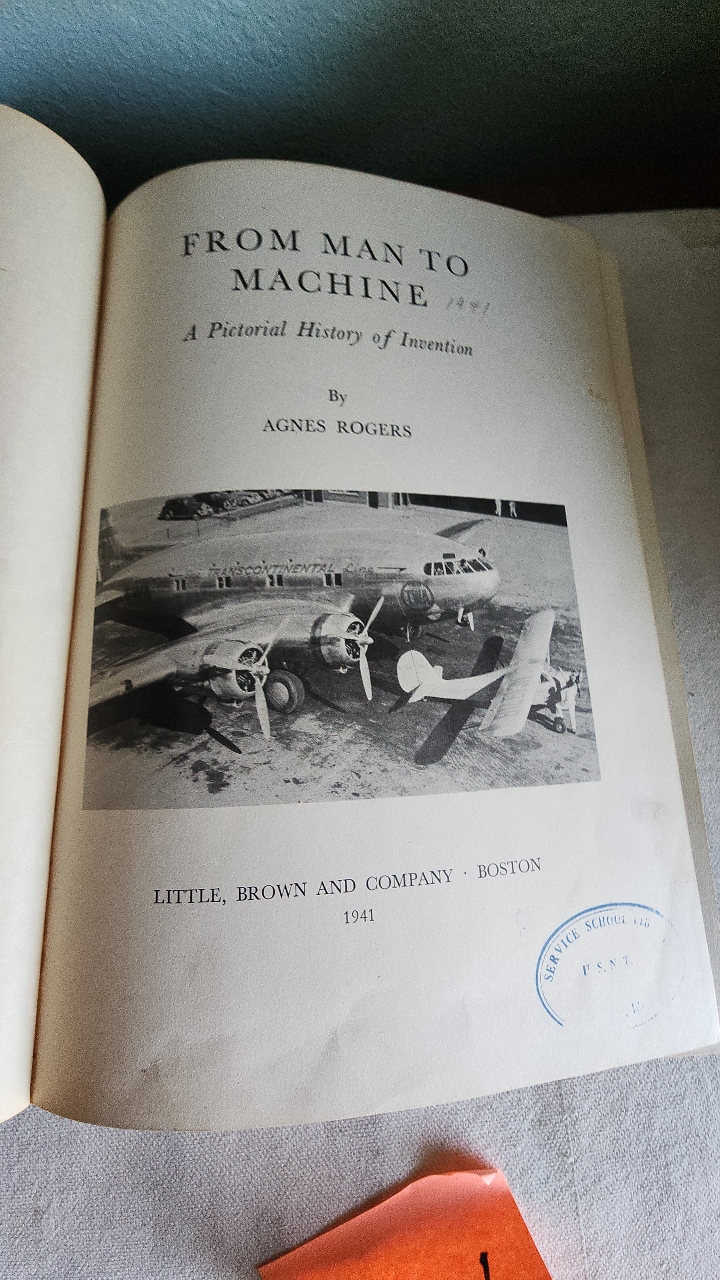 FROM MAN TO
MACHINE 1941
A Pictorial History of Invention
By
AGNES ROGERS
TRANSCONTINENTAL
TWA
LITTLE, BROWN AND COMPANY · BOSTON
1941
SERVICE SCHOOL